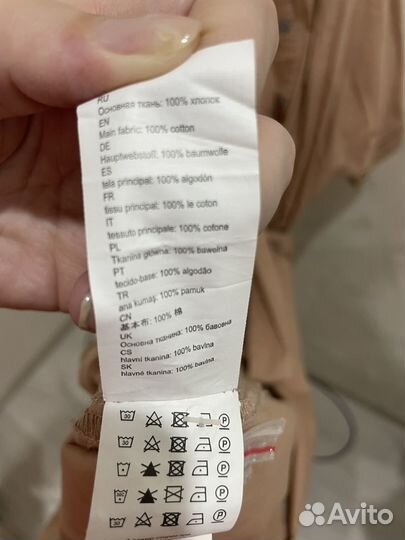 RU
Основная ткань: 100% хлопок
EN
Main fabric: 100% cotton
DE
Hauptwebstoff: 100% baumwolle
ES
tela principal: 100% algodón
FR
tissu principal: 100% le coton
IT
tessuto principale: 100% cotone
PL
Tkanina główna: 100% bawełna
PT
tecido-base: 100% algodão
TR
ana kumaş: 100% pamuk
CN
基本布: 100% 棉
UK
Основна тканина: 100% бавовна
CS
hlavní tkanina: 100% bavlna
SK
hlavné tkanina: 100% bavlna
30 P
30 P
P
P
30 P
Avito